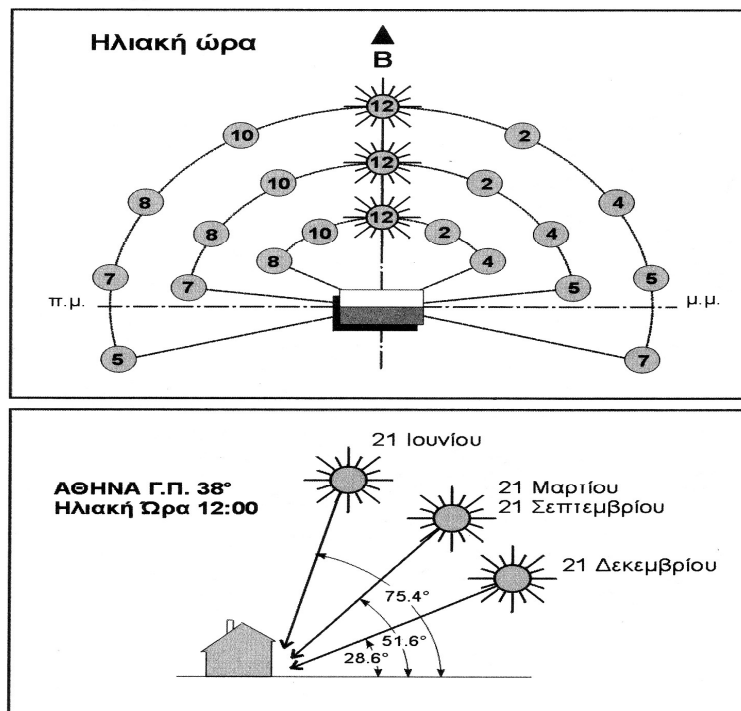 Ηλιακή ώρα
Β
12
10 2
12
10 2
8 4
12
8 10 2 4
8 4
7 5
7 5
π.μ. μ.μ.
5 7
21 Ιουνίου
ΑΘΗΝΑ Γ.Π. 38°
Ηλιακή Ώρα 12:00
21 Μαρτίου
21 Σεπτεμβρίου
21 Δεκεμβρίου
75.4°
51.6°
28.6°